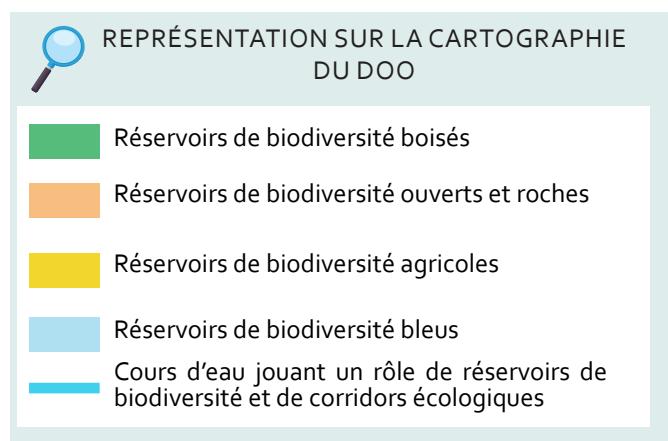 REPRÉSENTATION SUR LA CARTOGRAPHIE
DU DOO
Réservoirs de biodiversité boisés
Réservoirs de biodiversité ouverts et roches
Réservoirs de biodiversité agricoles
Réservoirs de biodiversité bleus
Cours d'eau jouant un rôle de réservoirs de
biodiversité et de corridors écologiques